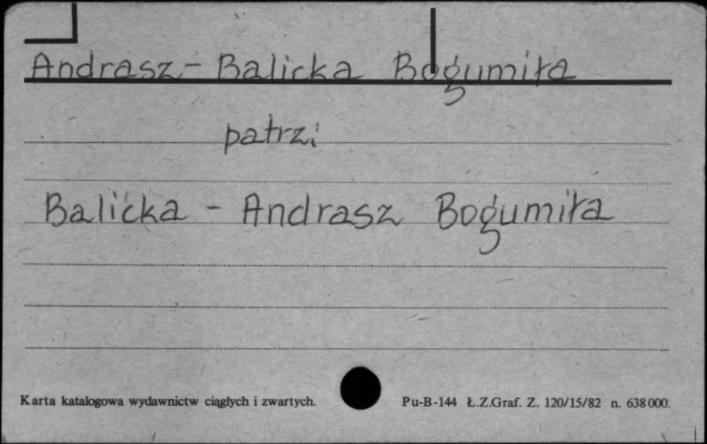 Andrasz - Balicka Bogumiła
patrz:
Balicka - Andrasz Bogumiła
Karta katalogowa wydawnictw ciągłych i zwartych. Pu-B-144 Ł.Z.Graf. Z. 120/15/82 n. 638000.